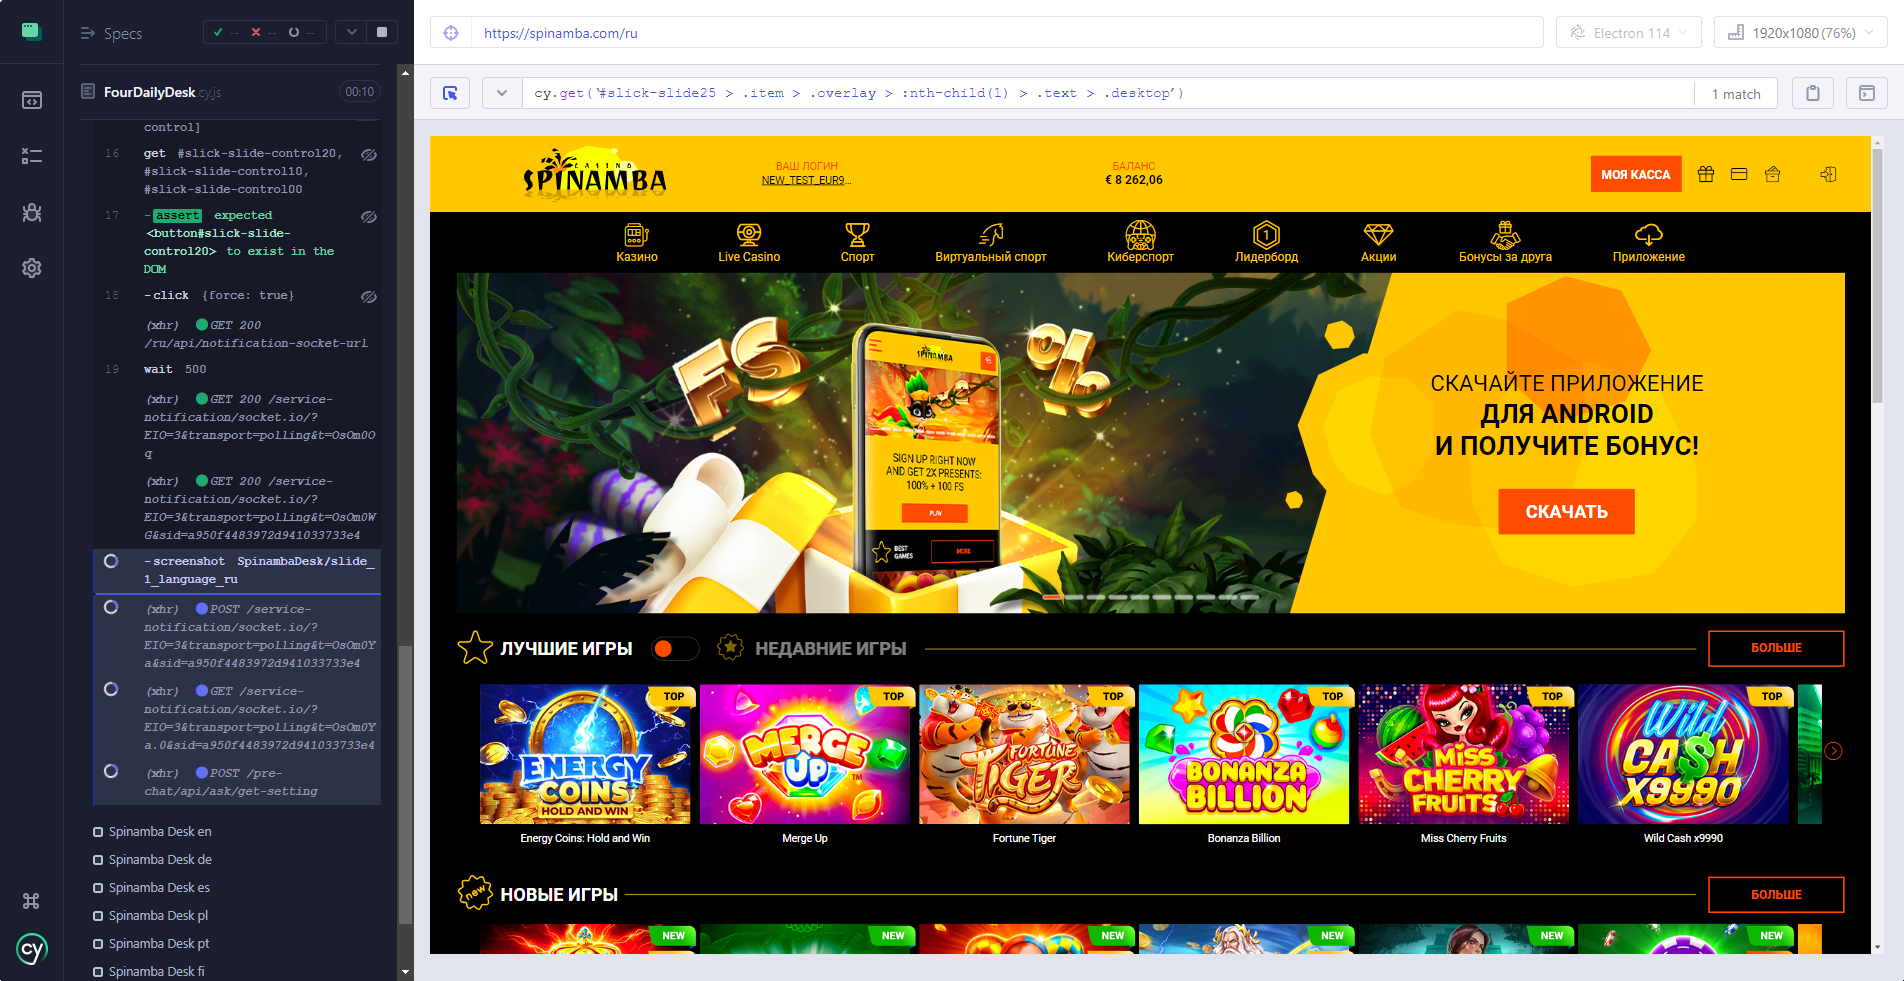 Specs
-- -- --
https://spinamba.com/ru
Electron 114
1920x1080 (76%)
FourDailyDesk.cy.js
00:10
cy.get('#slick-slide25 > .item > .overlay > :nth-child(1) > .text > .desktop')
1 match
control]
16 get #slick-slide-control20,
#slick-slide-control10,
#slick-slide-control00
17 -assert expected
<button#slick-slide-
control20> to exist in the
DOM
18 -click {force: true}
(xhr) GET 200
/ru/api/notification-socket-url
19 wait 500
(xhr) GET 200 /service-
notification/socket.io/?
EIO=3&transport=polling&t=OsOm0O
q
(xhr) GET 200 /service-
notification/socket.io/?
EIO=3&transport=polling&t=OsOm0W
G&sid=a950f4483972d941033733e4
-screenshot SpinambaDesk/slide_
1_language_ru
(xhr) POST /service-
notification/socket.io/?
EIO=3&transport=polling&t=OsOm0Y
a&sid=a950f4483972d941033733e4
(xhr) GET /service-
notification/socket.io/?
EIO=3&transport=polling&t=OsOm0Y
a.0&sid=a950f4483972d941033733e4
(xhr) POST /pre-
chat/api/ask/get-setting
Spinamba Desk en
Spinamba Desk de
Spinamba Desk es
Spinamba Desk pl
Spinamba Desk pt
Spinamba Desk fi
cy
CASINO
SPINAMBA
ВАШ ЛОГИН
NEW_TEST_EUR9...
БАЛАНС
€ 8 262,06
МОЯ КАССА
Казино
Live Casino
Спорт
Виртуальный спорт
Киберспорт
Лидерборд
Акции
Бонусы за друга
Приложение
FS
%
SPINAMBA
SIGN UP RIGHT NOW
AND GET 2X PRESENTS:
100% + 100 FS
PLAY
BEST
GAMES
MORE
СКАЧАЙТЕ ПРИЛОЖЕНИЕ
ДЛЯ ANDROID
И ПОЛУЧИТЕ БОНУС!
СКАЧАТЬ
ЛУЧШИЕ ИГРЫ
НЕДАВНИЕ ИГРЫ
БОЛЬШЕ
TOP
TOP
TOP
TOP
TOP
TOP
ENERGY
COINS
HOLD AND WIN
MERGE
UP™
FORTUNE
TIGER
BONANZA
BILLION
MISS
CHERRY
FRUITS
Wild
CA$H
X9990
Energy Coins: Hold and Win
Merge Up
Fortune Tiger
Bonanza Billion
Miss Cherry Fruits
Wild Cash x9990
new
НОВЫЕ ИГРЫ
БОЛЬШЕ
NEW
NEW
NEW
NEW
NEW
NEW